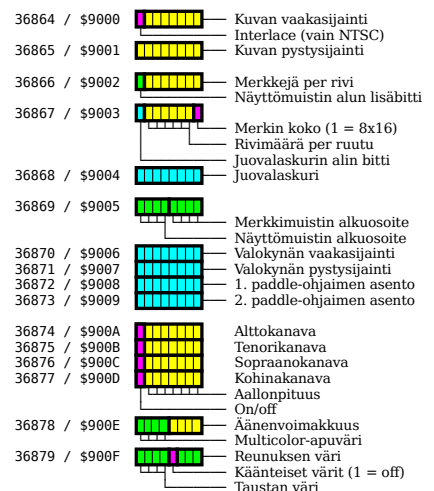 36864 / $9000 Kuvan vaakasijainti
Interlace (vain NTSC)
36865 / $9001 Kuvan pystysijainti
36866 / $9002 Merkkejä per rivi
Näyttömuistin alun lisäbitti
36867 / $9003
Merkin koko (1 = 8x16)
Rivimäärä per ruutu
Juovalaskurin alin bitti
36868 / $9004 Juovalaskuri
36869 / $9005
Merkkimuistin alkuosoite
Näyttömuistin alkuosoite
36870 / $9006 Valokynän vaakasijainti
36871 / $9007 Valokynän pystysijainti
36872 / $9008 1. paddle-ohjaimen asento
36873 / $9009 2. paddle-ohjaimen asento
36874 / $900A Alttokanava
36875 / $900B Tenorikanava
36876 / $900C Sopraanokanava
36877 / $900D Kohinakanava
Aallonpituus
On/off
36878 / $900E Äänenvoimakkuus
Multicolor-apuväri
36879 / $900F Reunuksen väri
Käänteiset värit (1 = off)
Taustan väri